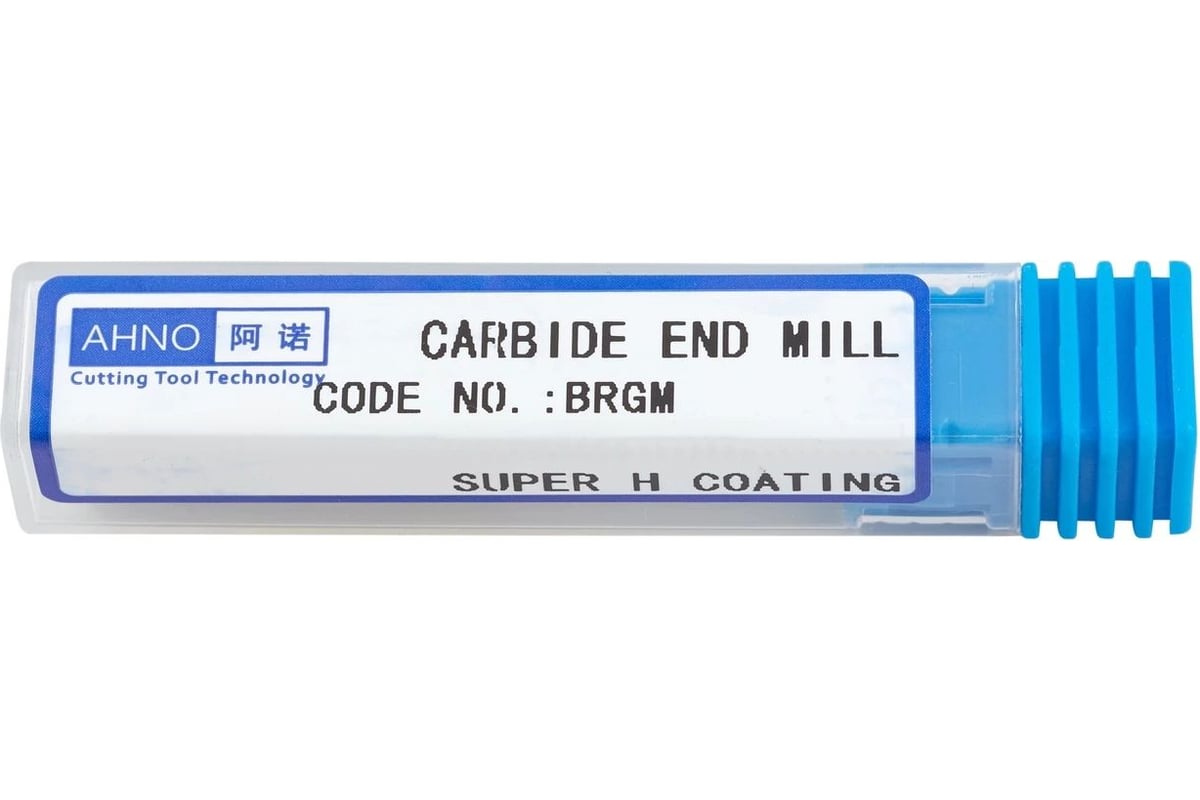 AHNO 阿诺
Cutting Tool Technology
CARBIDE END MILL
CODE NO.:BRGM
SUPER H COATING